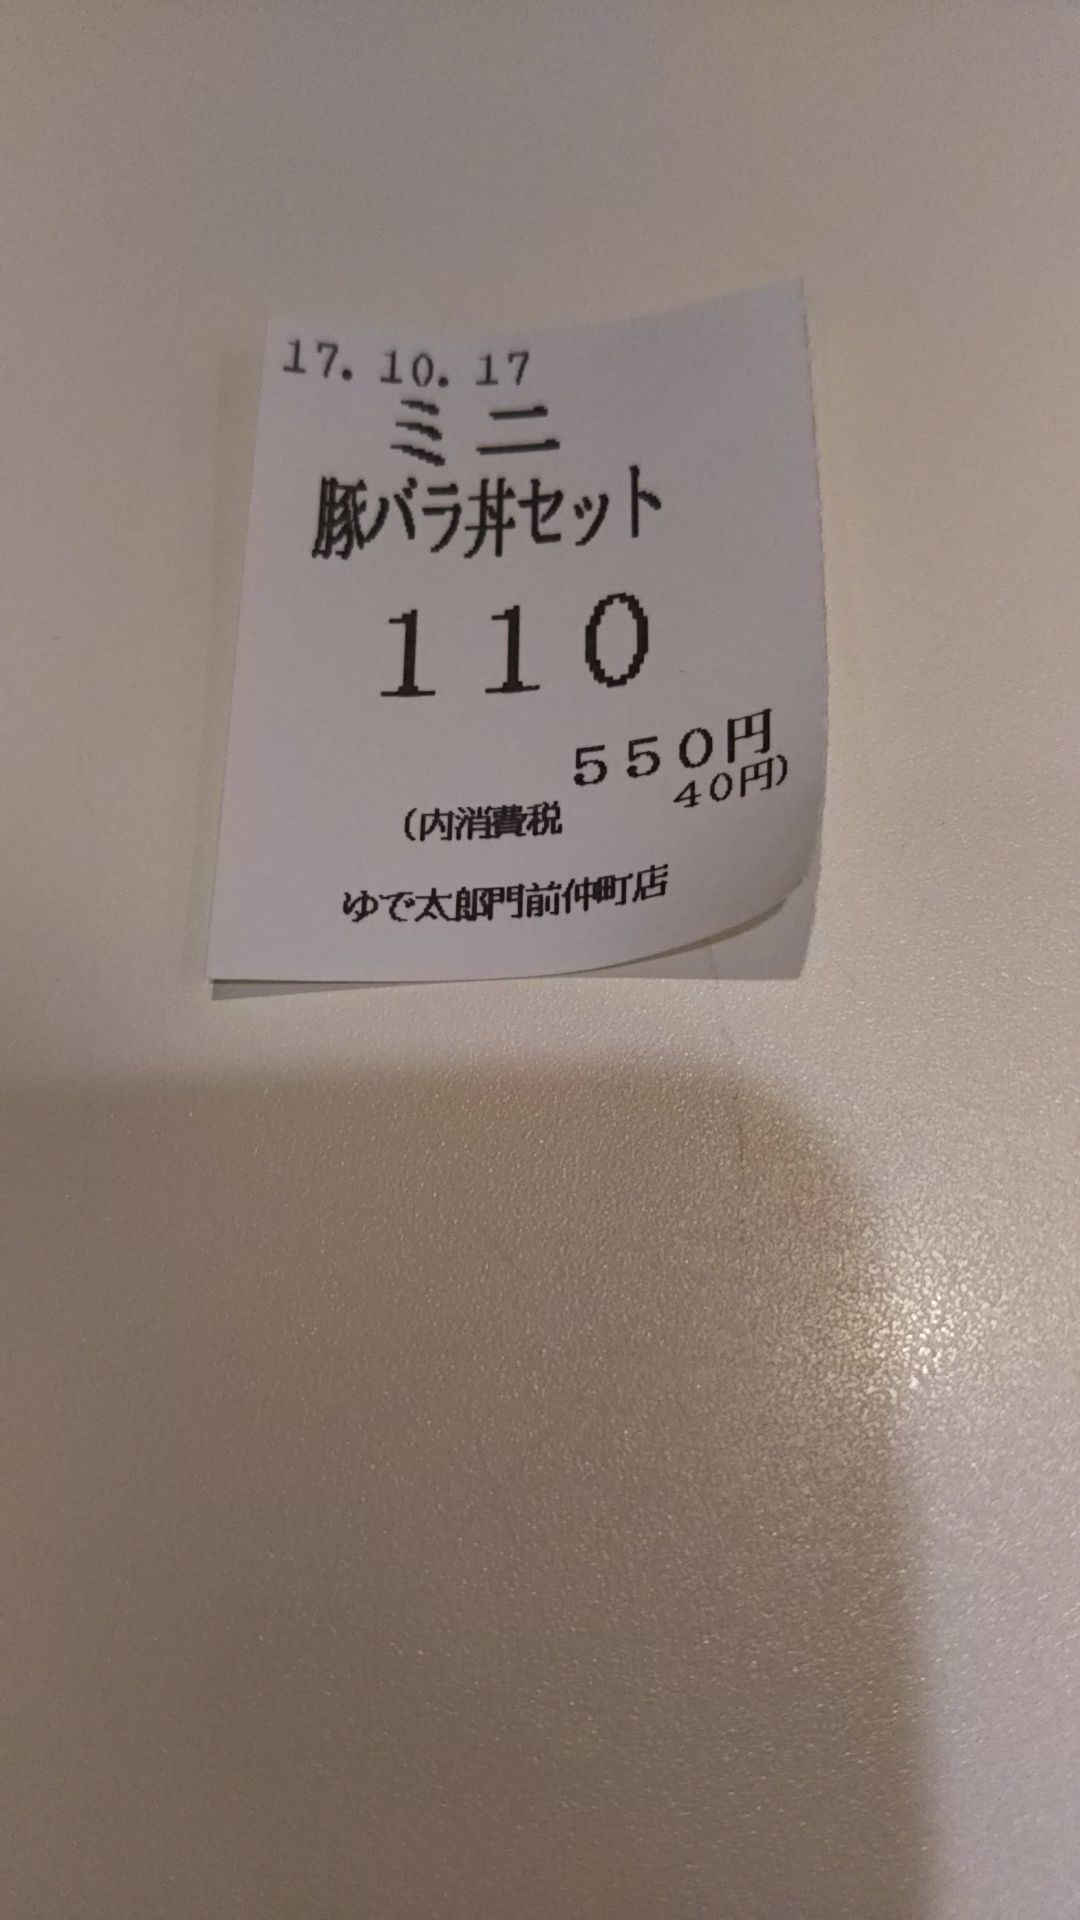 17.10.17
ミニ
豚バラ丼セット
110
550円
(内消費税 40円)
ゆで太郎門前仲町店